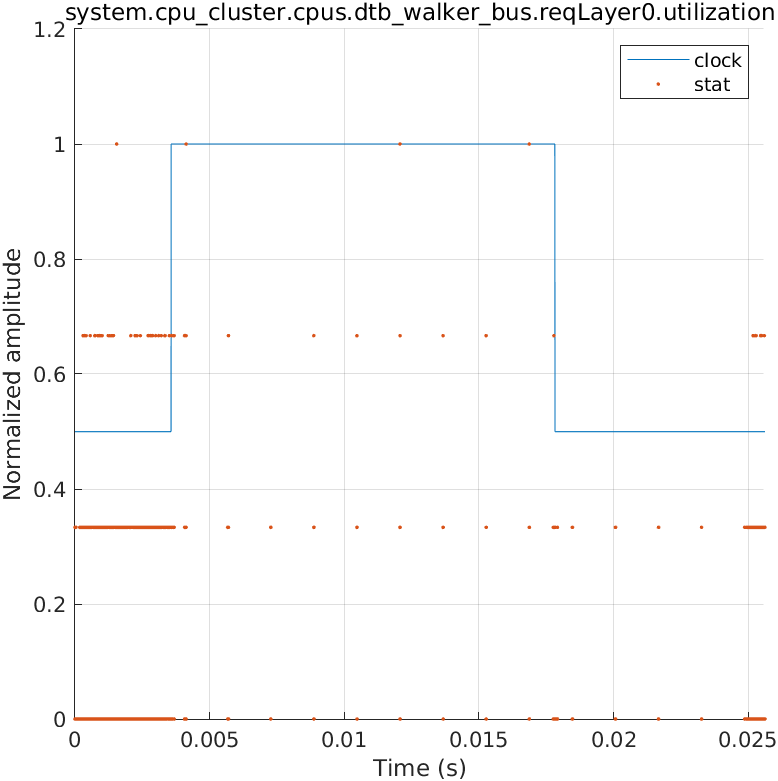 system.cpu_cluster.cpus.dtb_walker_bus.reqLayer0.utilization
1.2
1
0.8
0.6
0.4
0.2
0
Normalized amplitude
clock
stat
0
0.005
0.01
0.015
0.02
0.025
Time (s)